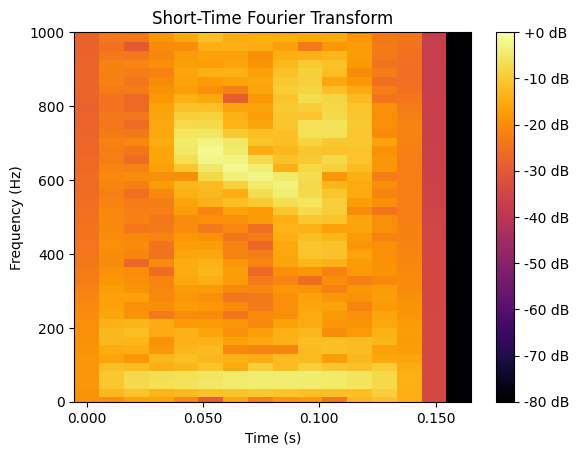 Short-Time Fourier Transform
1000
800
600
400
200
0
Frequency (Hz)
0.000
0.050
0.100
0.150
Time (s)
+0 dB
-10 dB
-20 dB
-30 dB
-40 dB
-50 dB
-60 dB
-70 dB
-80 dB